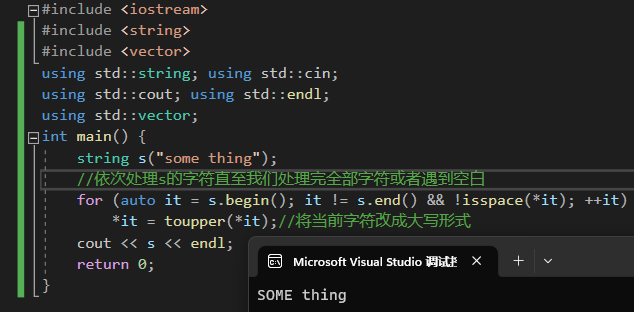 #include <iostream>
#include <string>
#include <vector>
using std::string; using std::cin;
using std::cout; using std::endl;
using std::vector;
int main() {
    string s("some thing");
    //依次处理s的字符直至我们处理完全部字符或者遇到空白
    for (auto it = s.begin(); it != s.end() && !isspace(*it); ++it)
        *it = toupper(*it);//将当前字符改成大写形式
    cout << s << endl;
    return 0;
}
Microsoft Visual Studio 调试
SOME thing